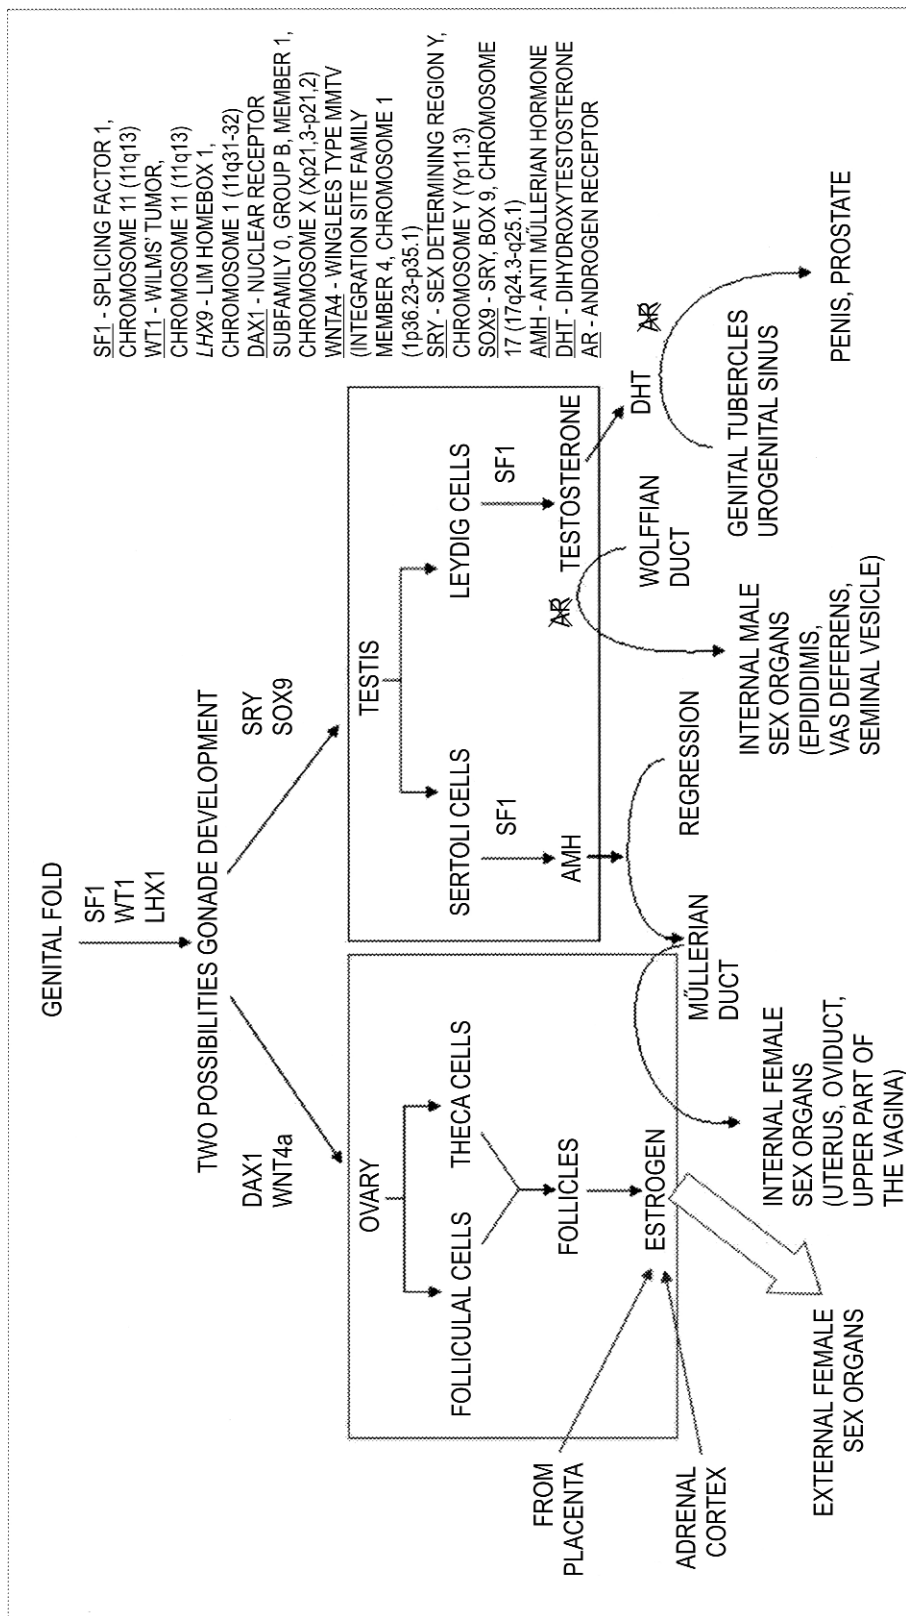 GENITAL FOLD
SF1
WT1
LHX1
TWO POSSIBILITIES GONADE DEVELOPMENT
DAX1
WNT4a
SRY
SOX9
OVARY
FOLLICULAL CELLS
THECA CELLS
FOLLICLES
ESTROGEN
FROM
PLACENTA
ADRENAL
CORTEX
EXTERNAL FEMALE
SEX ORGANS
TESTIS
SERTOLI CELLS
LEYDIG CELLS
SF1
SF1
AMH
TESTOSTERONE
MŰLLERIAN
DUCT
REGRESSION
INTERNAL FEMALE
SEX ORGANS
(UTERUS, OVIDUCT,
UPPER PART OF
THE VAGINA)
AR
WOLFFIAN
DUCT
INTERNAL MALE
SEX ORGANS
(EPIDIDIMIS,
VAS DEFERENS,
SEMINAL VESICLE)
DHT
AR
GENITAL TUBERCLES
UROGENITAL SINUS
PENIS, PROSTATE
SF1 - SPLICING FACTOR 1,
CHROMOSOME 11 (11q13)
WT1 - WILMS' TUMOR,
CHROMOSOME 11 (11q13)
LHX9 - LIM HOMEBOX 1,
CHROMOSOME 1 (11q31-32)
DAX1 - NUCLEAR RECEPTOR
SUBFAMILY 0, GROUP B, MEMBER 1,
CHROMOSOME X (Xp21,3-p21,2)
WNTA4 - WINGLEES TYPE MMTV
(INTEGRATION SITE FAMILY
MEMBER 4, CHROMOSOME 1
(1p36.23-p35.1)
SRY - SEX DETERMINING REGION Y,
CHROMOSOME Y (Yp11.3)
SOX9 - SRY, BOX 9, CHROMOSOME
17 (17q24.3-q25.1)
AMH - ANTI MŰLLERIAN HORMONE
DHT - DIHYDROXYTESTOSTERONE
AR - ANDROGEN RECEPTOR